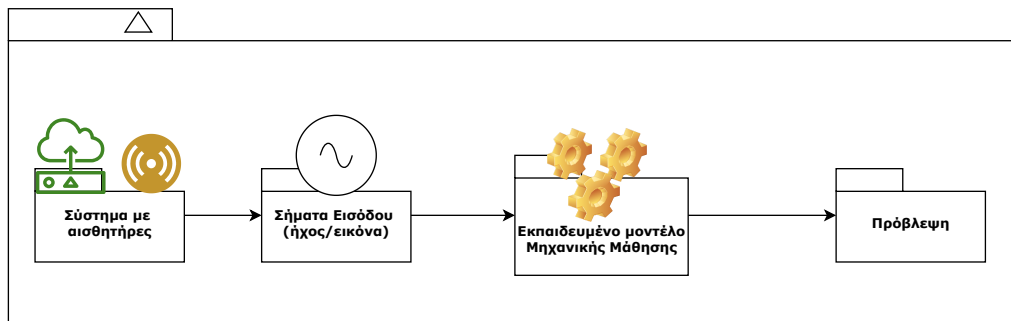 Σύστημα με
αισθητήρες
Σήματα Εισόδου
(ήχος/εικόνα)
Εκπαιδευμένο μοντέλο
Μηχανικής Μάθησης
Πρόβλεψη